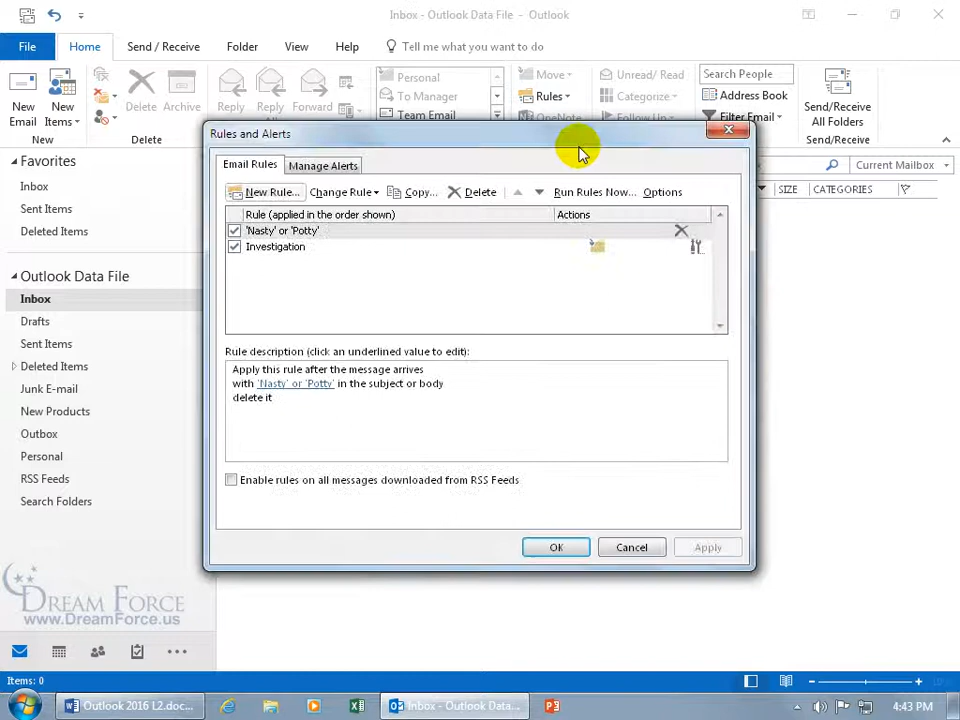 Inbox - Outlook Data File - Outlook
File Home Send / Receive Folder View Help Tell me what you want to do
New Email
New Items
Delete
Archive
Reply
Reply
Forward
Personal
To Manager
Team Email
Move
Rules
OneNote
Unread/ Read
Categorize
Follow Up
Search People
Address Book
Filter Email
Send/Receive All Folders
New
Delete
Send/Receive
Favorites
Inbox
Sent Items
Deleted Items
Outlook Data File
Inbox
Drafts
Sent Items
Deleted Items
Junk E-mail
New Products
Outbox
Personal
RSS Feeds
Search Folders
Current Mailbox
SIZE CATEGORIES
Rules and Alerts
Email Rules Manage Alerts
New Rule... Change Rule Copy... Delete Run Rules Now... Options
Rule (applied in the order shown) Actions
'Nasty' or 'Potty'
Investigation
Rule description (click an underlined value to edit):
Apply this rule after the message arrives
with 'Nasty' or 'Potty' in the subject or body
delete it
Enable rules on all messages downloaded from RSS Feeds
OK Cancel Apply
DREAM FORCE
www.DreamForce.us
Items: 0
Outlook 2016 L2.doc...
Inbox - Outlook Data...
4:43 PM